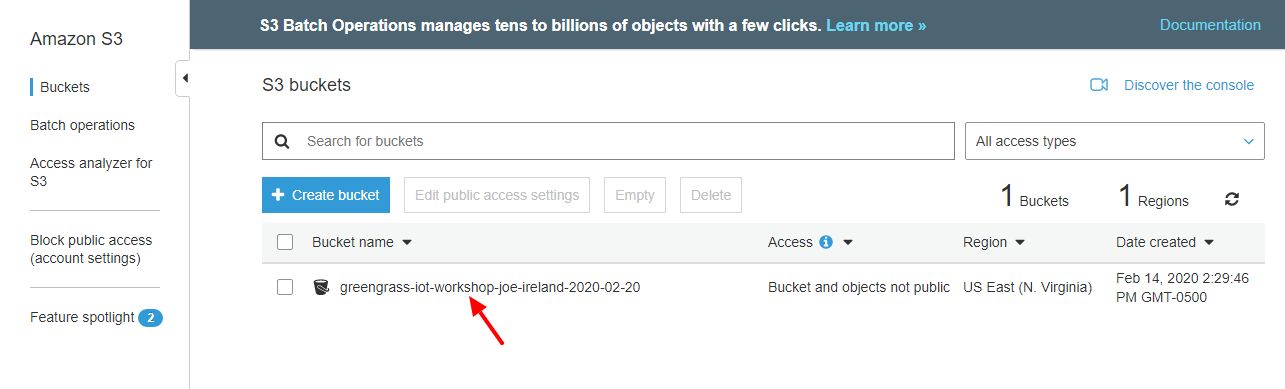 Amazon S3
Buckets
Batch operations
Access analyzer for
S3
Block public access
(account settings)
Feature spotlight 2
S3 Batch Operations manages tens to billions of objects with a few clicks. Learn more »
Documentation
S3 buckets
Discover the console
Search for buckets
All access types
Create bucket
Edit public access settings
Empty
Delete
1 Buckets
1 Regions
Bucket name
Access
Region
Date created
greengrass-iot-workshop-joe-ireland-2020-02-20
Bucket and objects not public
US East (N. Virginia)
Feb 14, 2020 2:29:46
PM GMT-0500